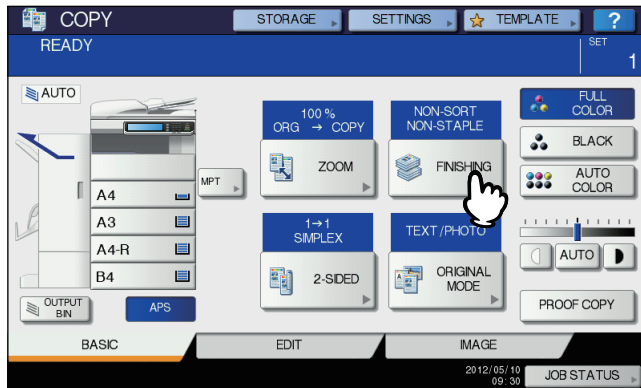 COPY
STORAGE
SETTINGS
TEMPLATE
?
READY
SET
1
AUTO
A4
A3
A4-R
B4
MPT
OUTPUT
BIN
APS
100 %
ORG → COPY
ZOOM
NON-SORT
NON-STAPLE
FINISHING
1→1
SIMPLEX
2-SIDED
TEXT/PHOTO
ORIGINAL
MODE
FULL
COLOR
BLACK
AUTO
COLOR
AUTO
PROOF COPY
BASIC
EDIT
IMAGE
2012/05/10
09:30
JOB STATUS